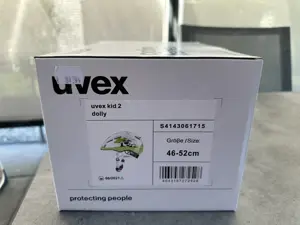 uvex
uvex kid 2
dolly
S4143061715
Größe / Size:
46-52cm
protecting people